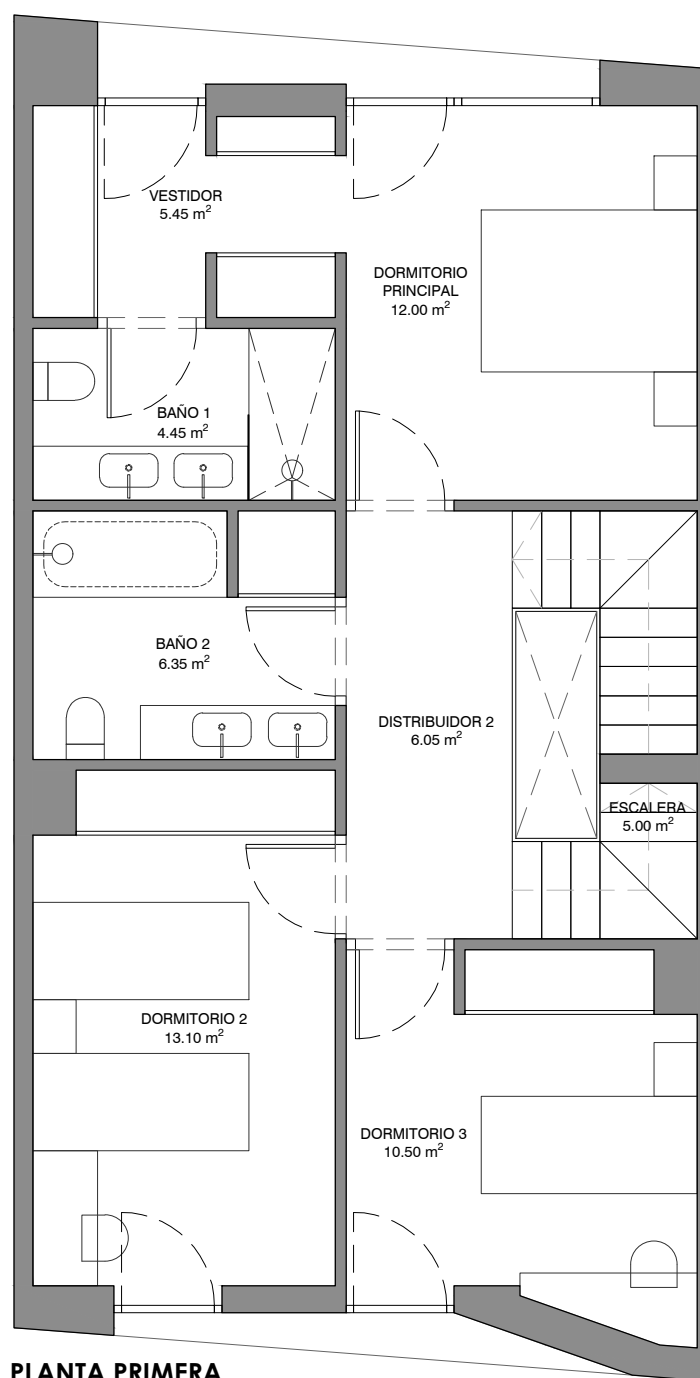 VESTIDOR
5.45 m²
DORMITORIO
PRINCIPAL
12.00 m²
BAÑO 1
4.45 m²
BAÑO 2
6.35 m²
DISTRIBUIDOR 2
6.05 m²
ESCALERA
5.00 m²
DORMITORIO 2
13.10 m²
DORMITORIO 3
10.50 m²
PLANTA PRIMERA